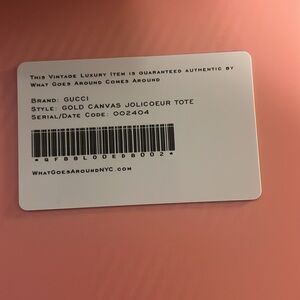 This Vintage Luxury Item is guaranteed authentic by
What Goes Around Comes Around
Brand: GUCCI
Style: GOLD CANVAS JOLICOEUR TOTE
Serial/Date Code: 002404
WhatGoesAroundNYC.com